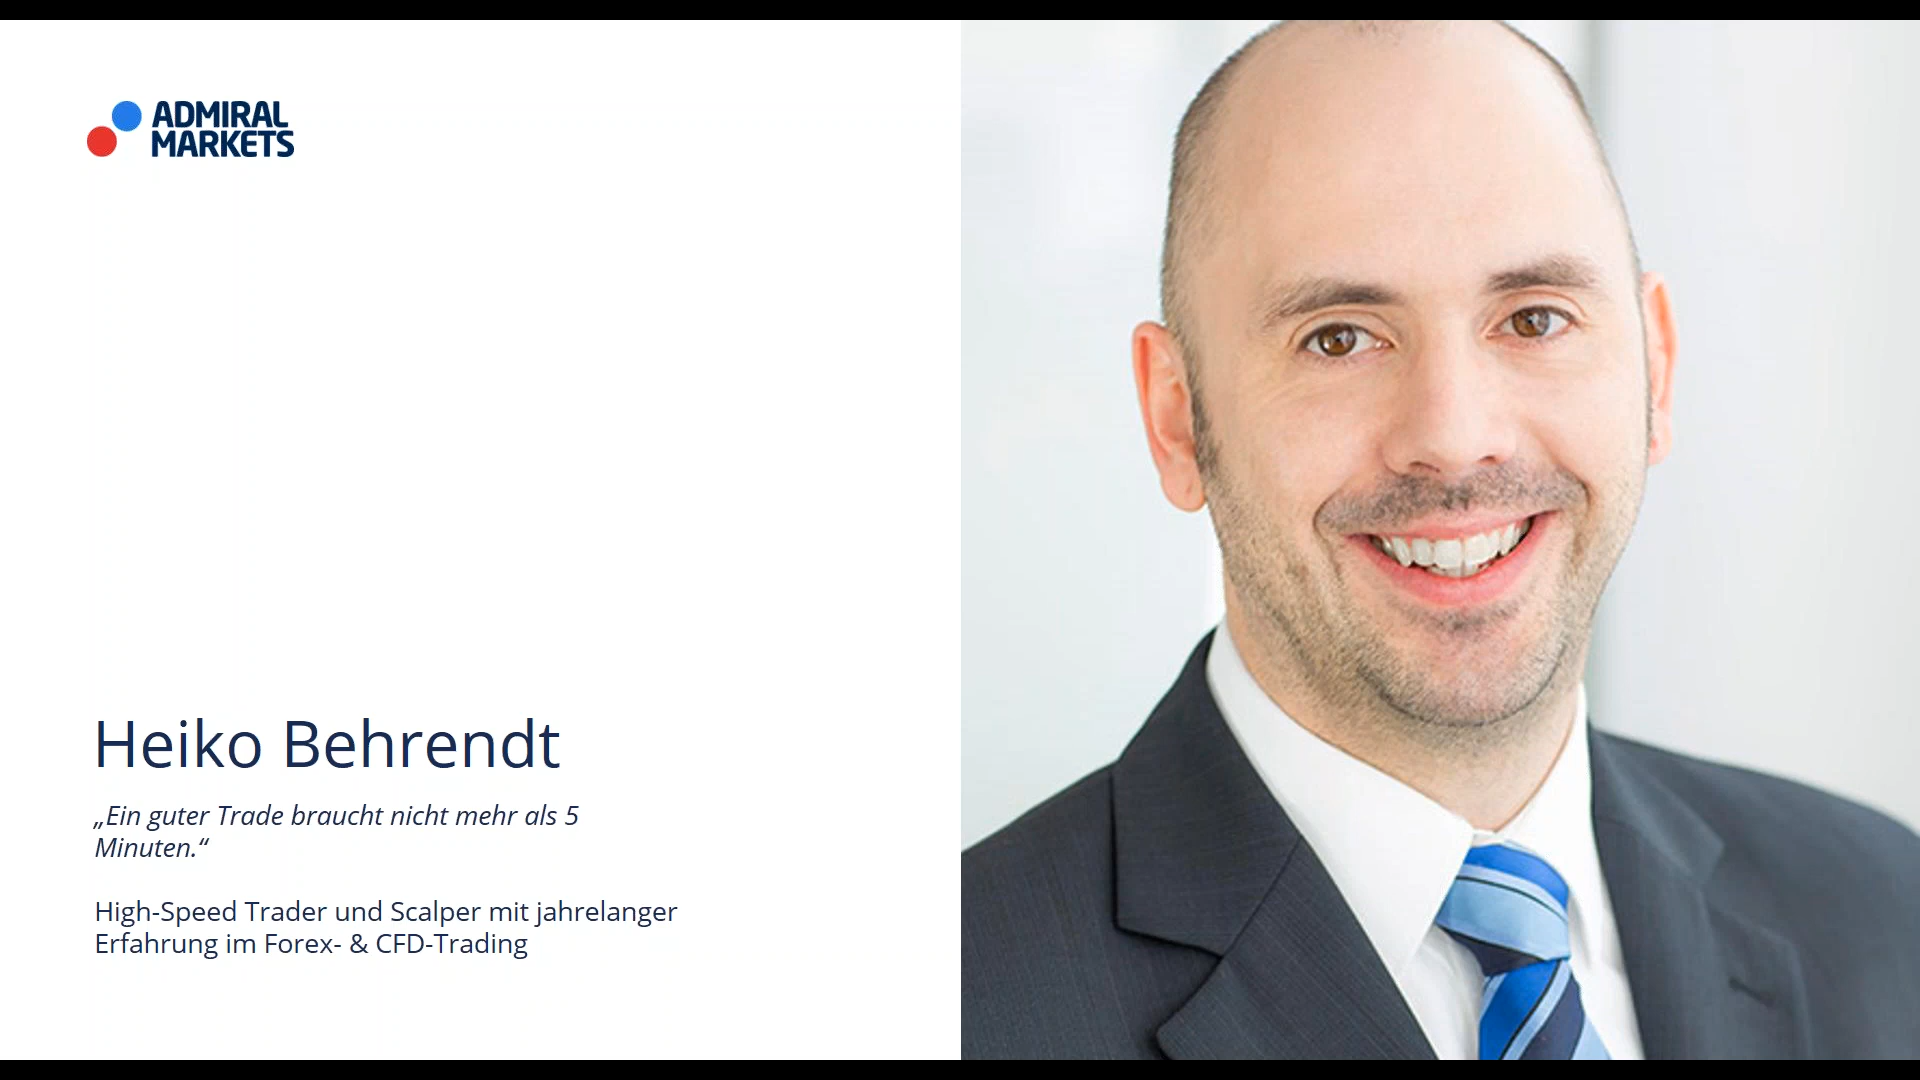 ADMIRAL
MARKETS
Heiko Behrendt
„Ein guter Trade braucht nicht mehr als 5
Minuten.“
High-Speed Trader und Scalper mit jahrelanger
Erfahrung im Forex- & CFD-Trading